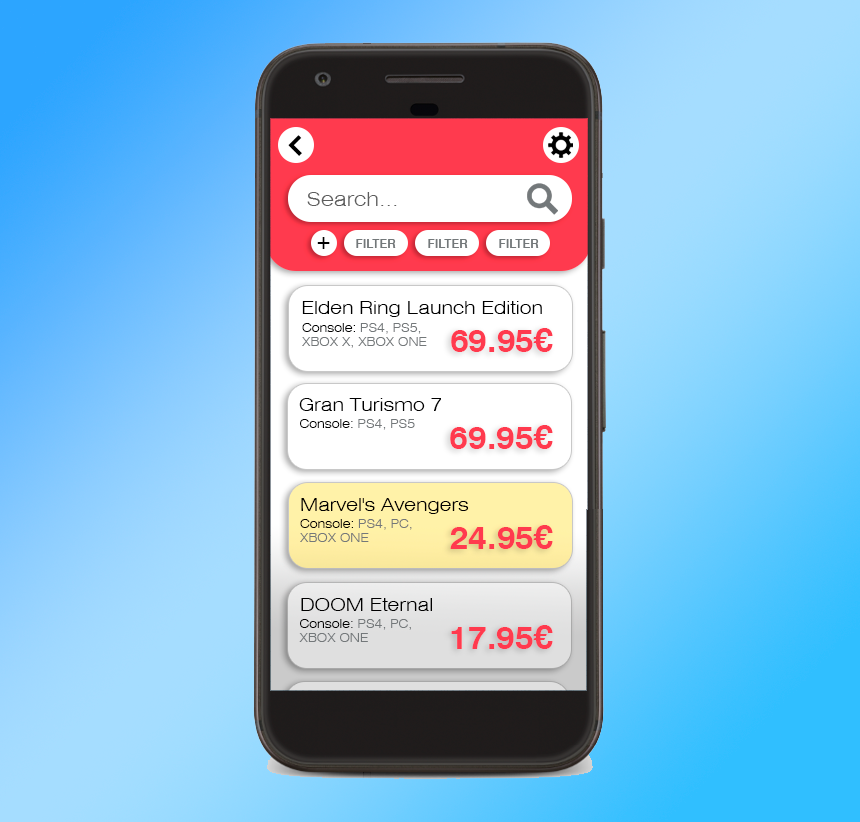 Search...
+ FILTER FILTER FILTER
Elden Ring Launch Edition
Console: PS4, PS5,
XBOX X, XBOX ONE
69.95€
Gran Turismo 7
Console: PS4, PS5
69.95€
Marvel's Avengers
Console: PS4, PC,
XBOX ONE
24.95€
DOOM Eternal
Console: PS4, PC,
XBOX ONE
17.95€